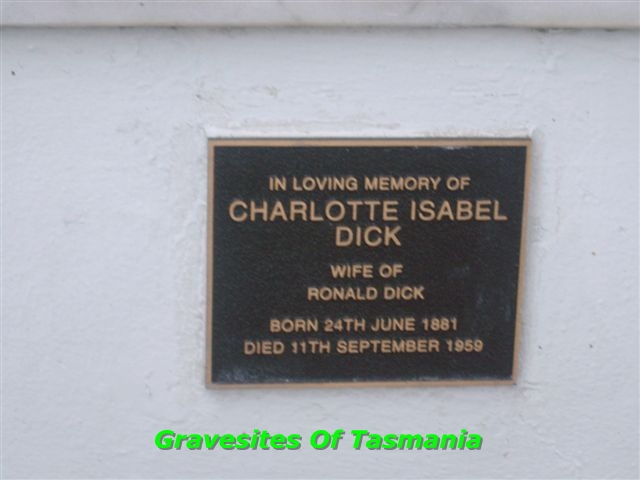 IN LOVING MEMORY OF
CHARLOTTE ISABEL
DICK
WIFE OF
RONALD DICK
BORN 24TH JUNE 1881
DIED 11TH SEPTEMBER 1959
Gravesites Of Tasmania